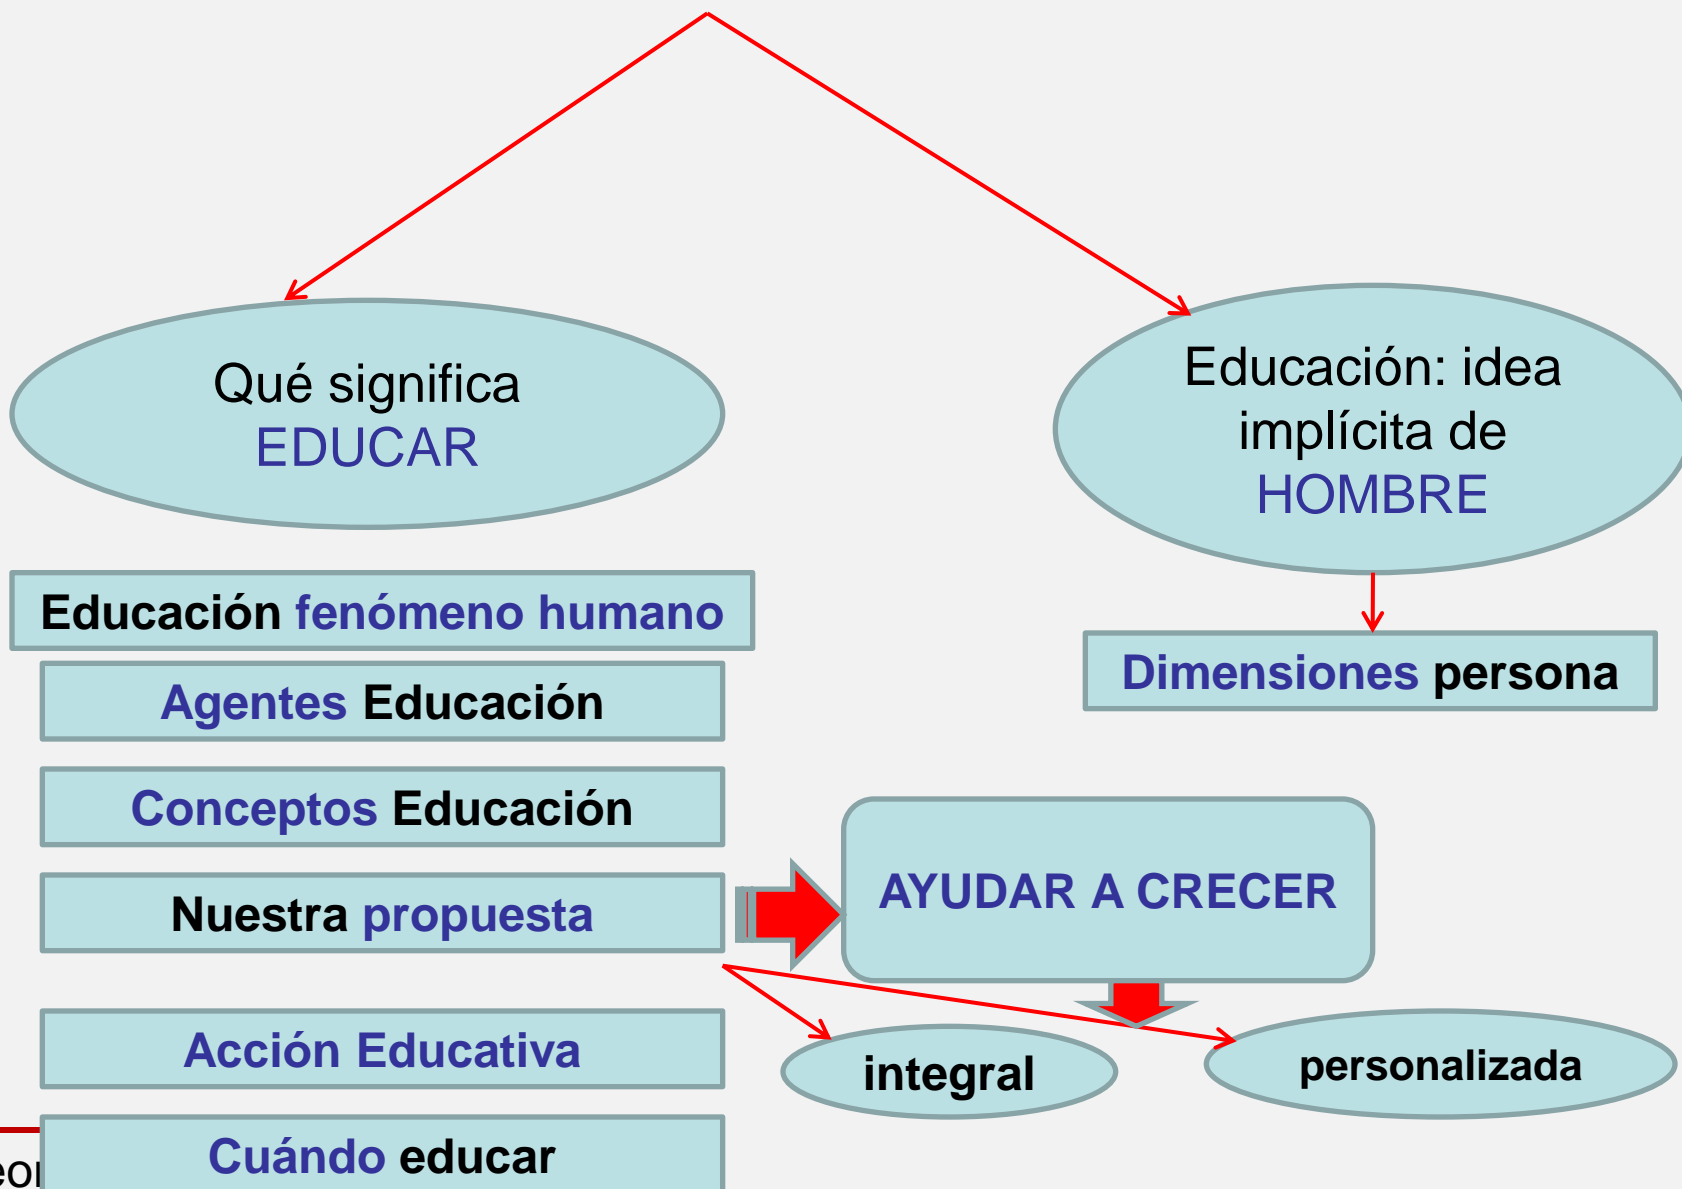 Qué significa
EDUCAR
Educación: idea
implícita de
HOMBRE
Educación fenómeno humano
Agentes Educación
Conceptos Educación
Nuestra propuesta
Acción Educativa
Cuándo educar
Dimensiones persona
AYUDAR A CRECER
integral
personalizada